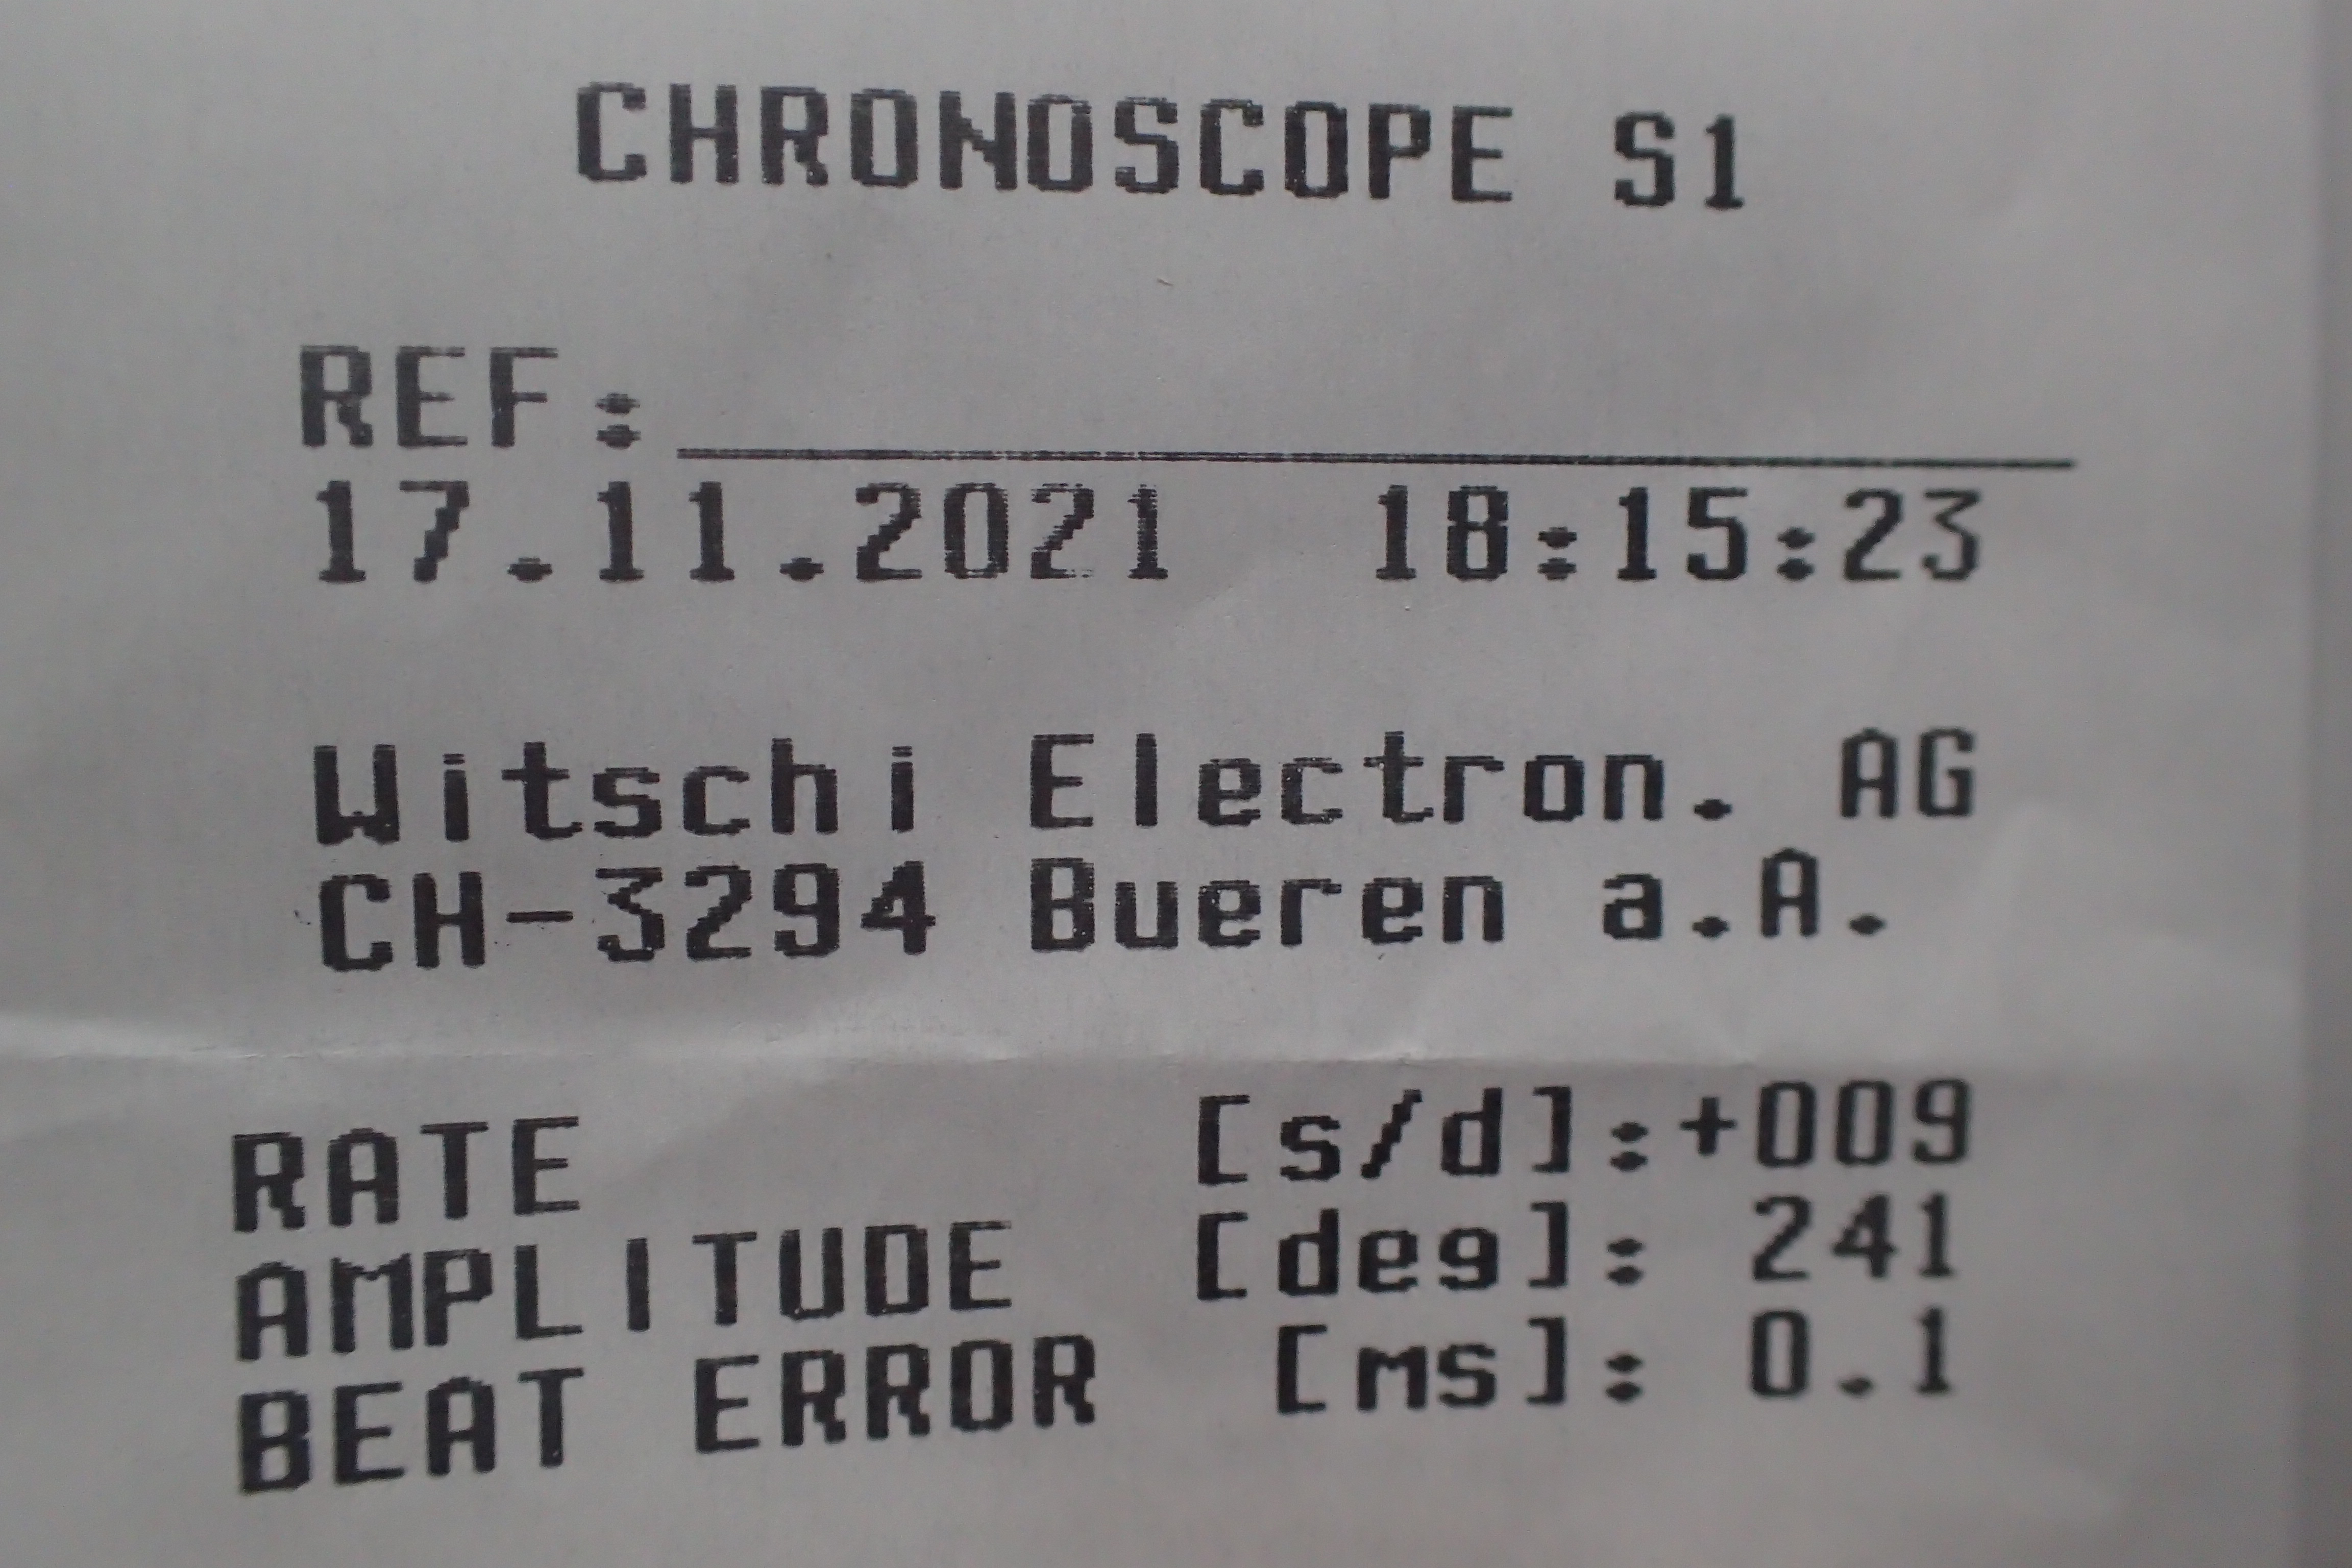 CHRONOSCOPE S1
REF:
17.11.2021 18:15:23
Witschi Electron. AG
CH-3294 Bueren a.A.
RATE [s/d]:+009
AMPLITUDE [deg]: 241
BEAT ERROR [ms]: 0.1